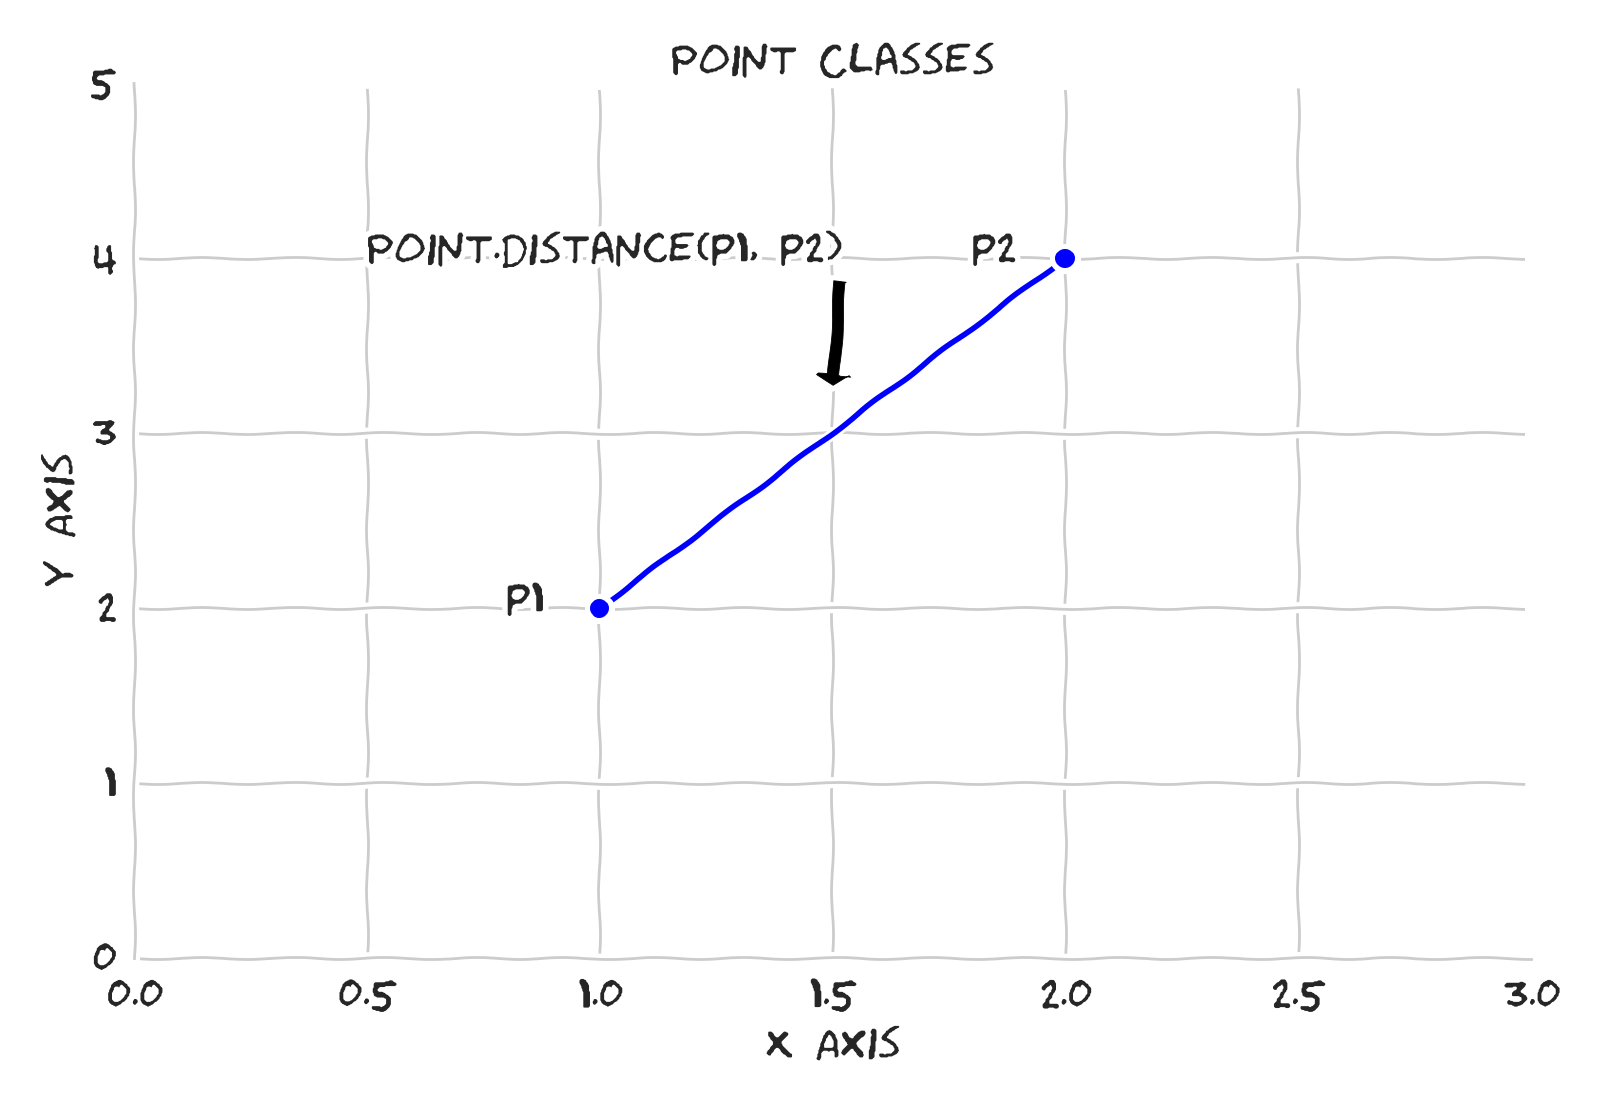 POINT CLASSES
5
POINT.DISTANCE(P1, P2)
P2
4
3
Y AXIS
P1
2
1
0
0.0 0.5 1.0 1.5 2.0 2.5 3.0
X AXIS